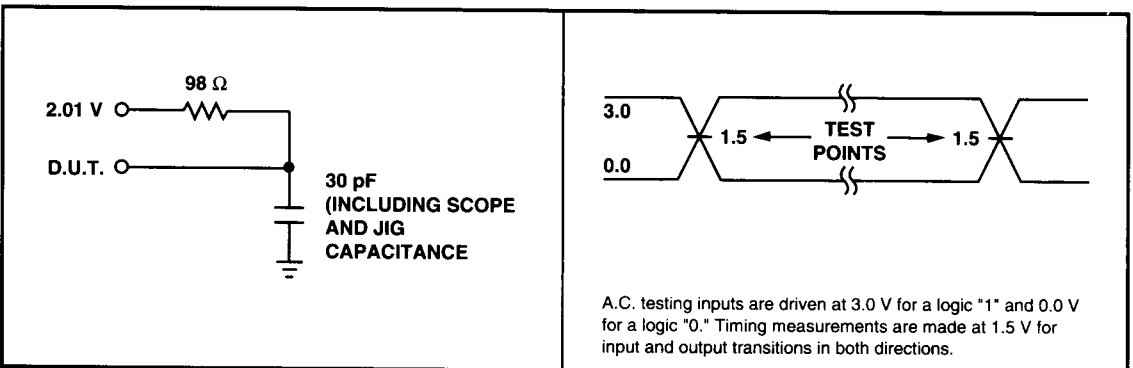 98 Ω
2.01 V
D.U.T.
30 pF
(INCLUDING SCOPE
AND JIG
CAPACITANCE
3.0
0.0
1.5
TEST
POINTS
1.5
A.C. testing inputs are driven at 3.0 V for a logic "1" and 0.0 V
for a logic "0." Timing measurements are made at 1.5 V for
input and output transitions in both directions.